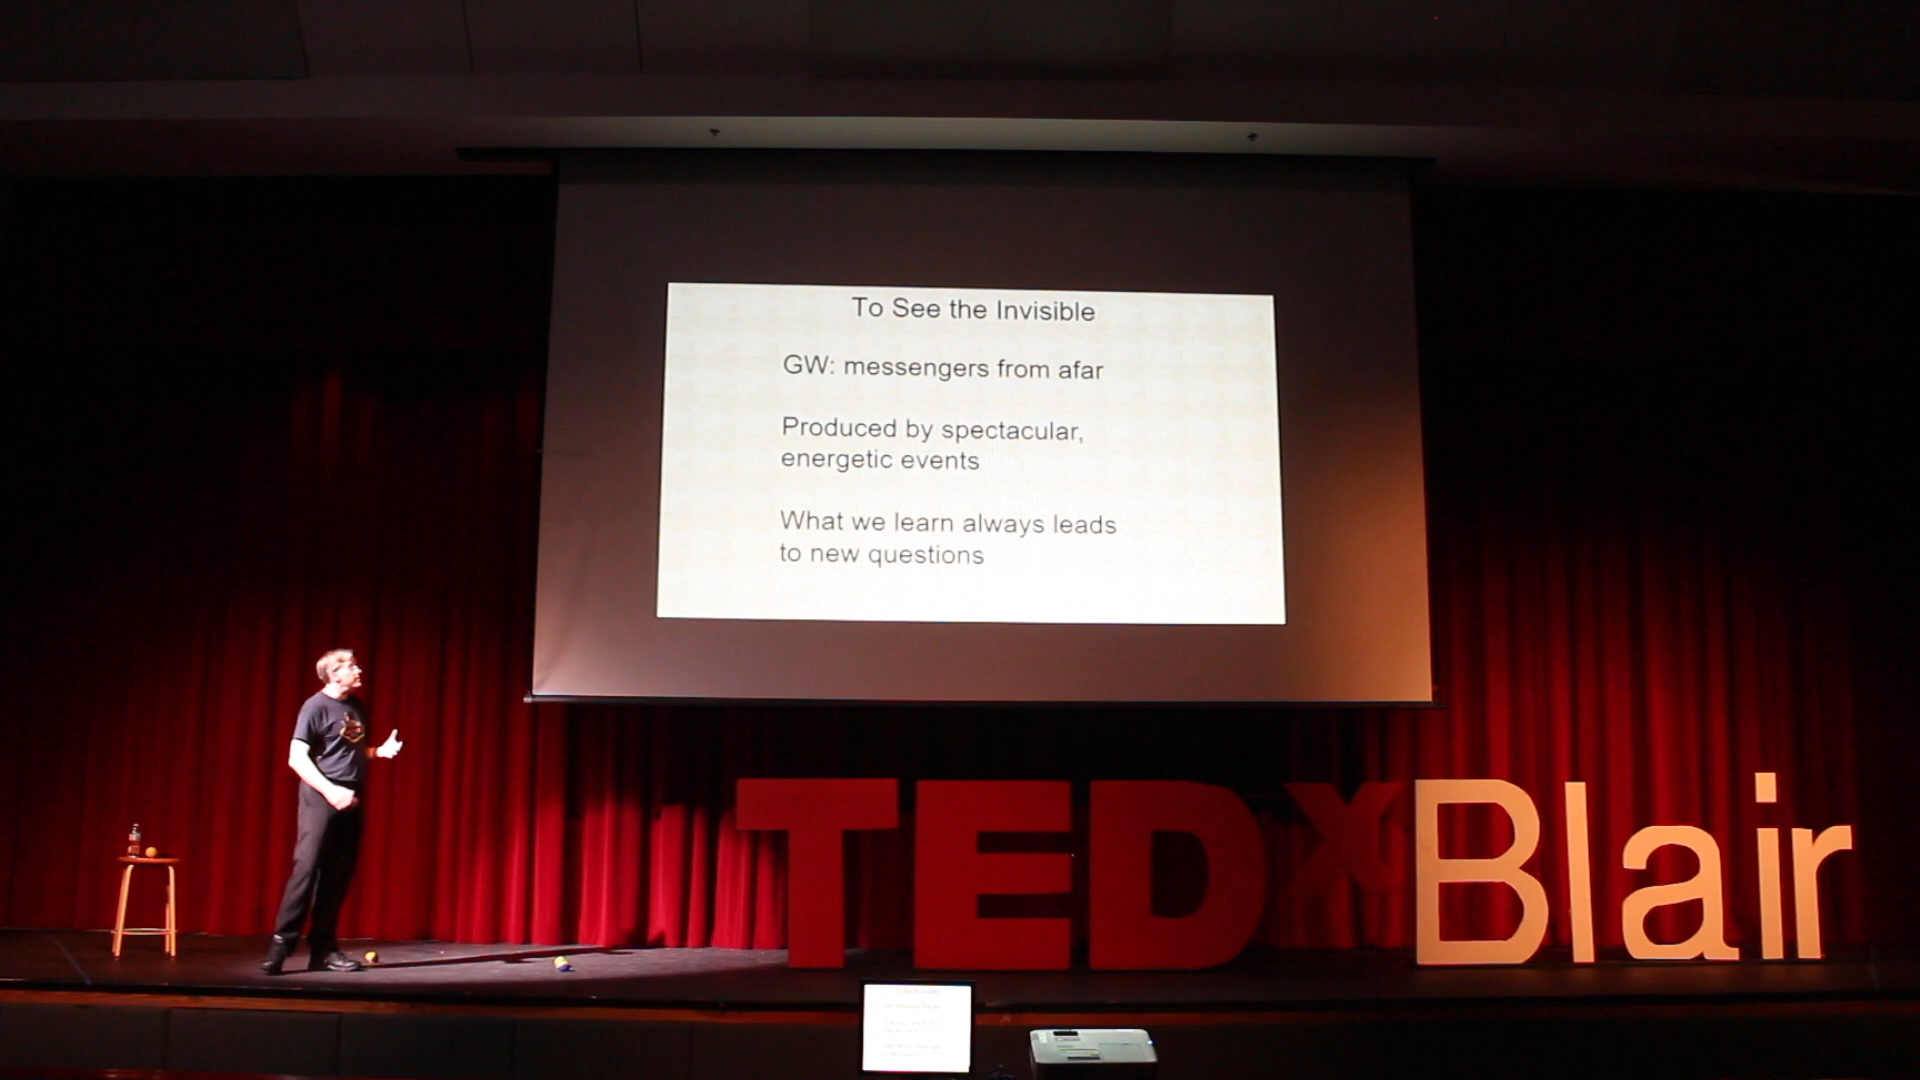 To See the Invisible
GW: messengers from afar
Produced by spectacular,
energetic events
What we learn always leads
to new questions
TEDxBlair